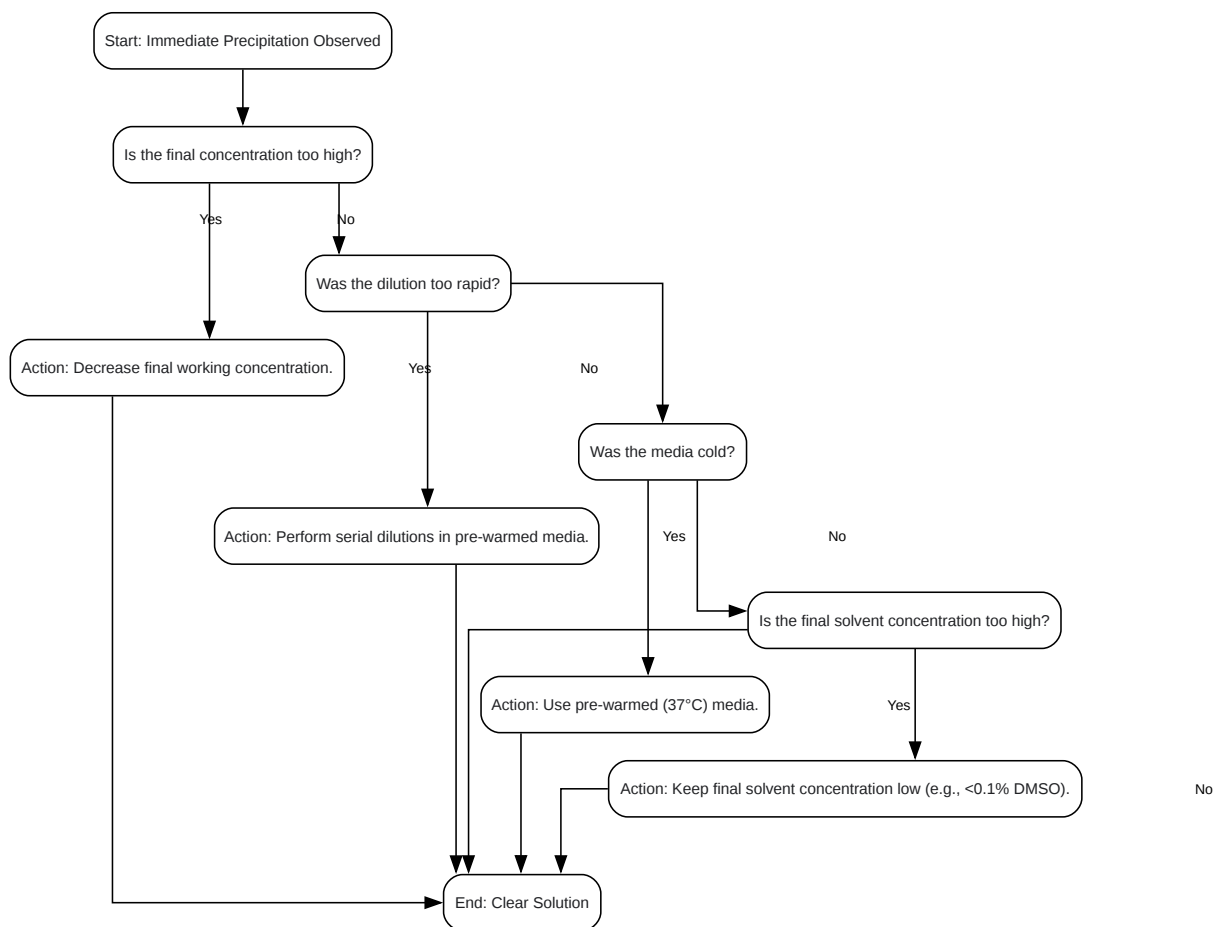 Start: Immediate Precipitation Observed
Is the final concentration too high?
Yes
No
Was the dilution too rapid?
Action: Decrease final working concentration.
Yes
No
Was the media cold?
Action: Perform serial dilutions in pre-warmed media.
Yes
No
Is the final solvent concentration too high?
Action: Use pre-warmed (37°C) media.
Yes
Action: Keep final solvent concentration low (e.g., <0.1% DMSO).
No
End: Clear Solution